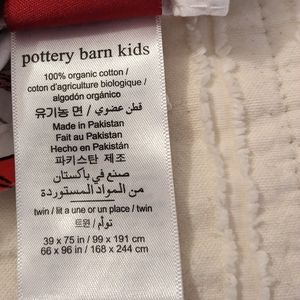 pottery barn kids
100% organic cotton /
coton d'agriculture biologique /
algodón orgánico
유기농 면 / قطن عضوي
Made in Pakistan
Fait au Pakistan
Hecho en Pakistán
파키스탄 제조
صنع في باكستان
من المواد المستوردة
twin / lit a une or un place / twin
트윈 / توأم
39 x 75 in / 99 x 191 cm
66 x 96 in / 168 x 244 cm